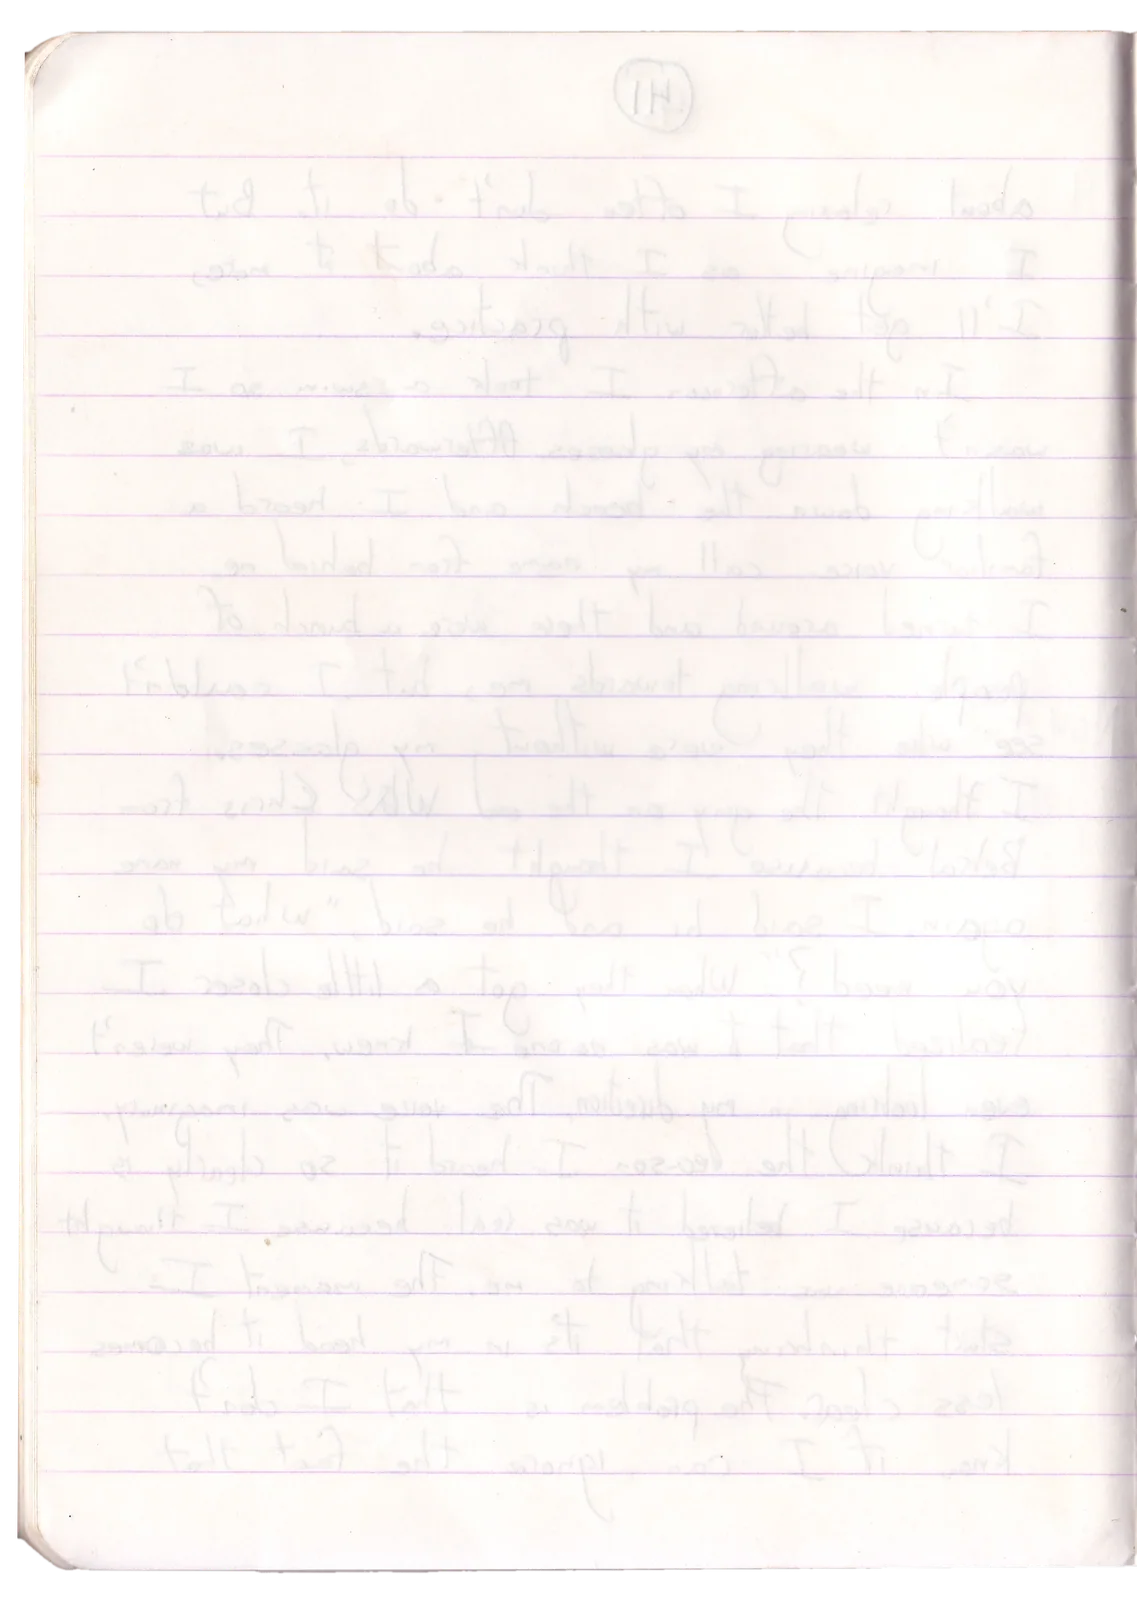 41
about relaxing I often don't do it. But
I imagine as I think about it more,
I'll get better with practice.
In the afternoon I took a swim so I
wasn't wearing my glasses. Afterwards, I was
walking down the beach and I heard a
familiar voice call my name from behind me.
I turned around and there were a bunch of
people walking towards me, but I couldn't
see who they were without my glasses.
I thought the guy on the end was Chris from
because I thought he said my name
again. I said hi and he said, "What do
you need?" When they got a little closer I
realized that it was no one I knew. They weren't
even looking in my direction. The voice was imaginary.
I think the reason I heard it so clearly is
because I believed it was real because I thought
someone was talking to me. The moment I
start thinking that it's in my head it becomes
less clear. The problem is that I don't
know if I can ignore the fact that